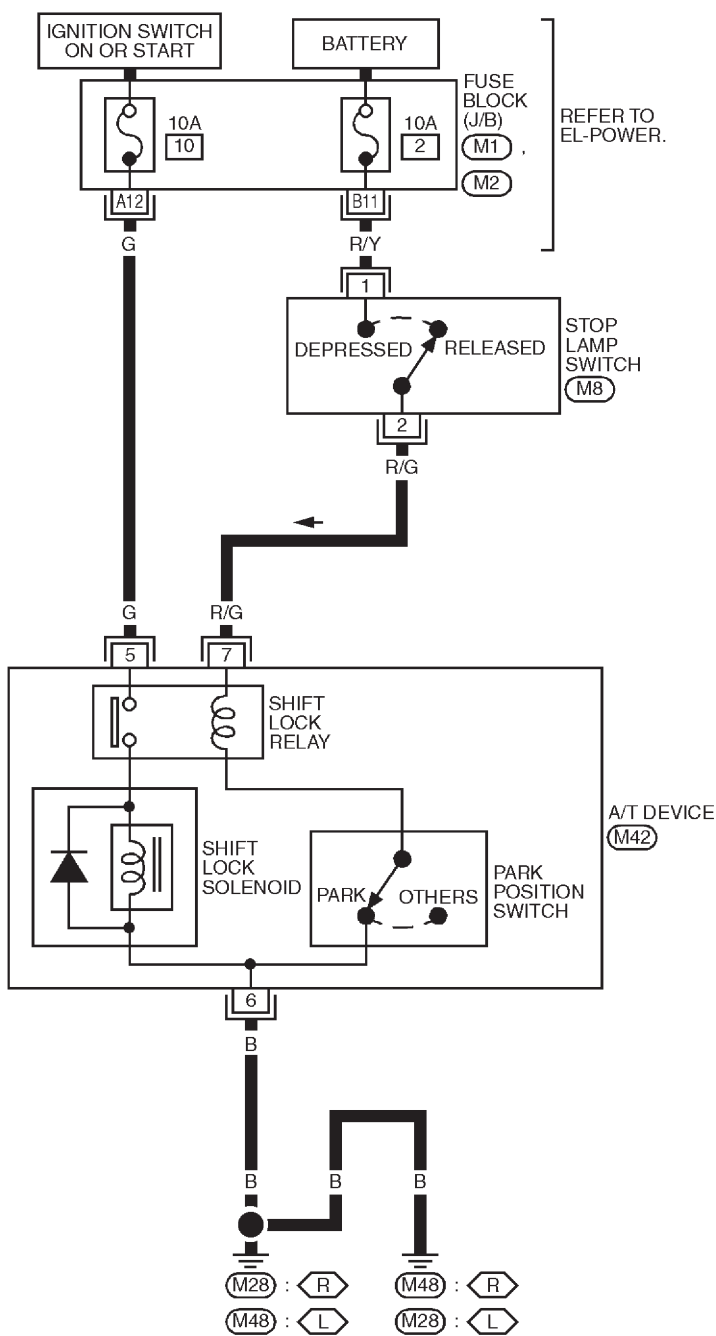 IGNITION SWITCH
ON OR START
BATTERY
FUSE
BLOCK
(J/B)
M1 ,
M2
REFER TO
EL-POWER.
10A
10
10A
2
A12
B11
G
R/Y
1
DEPRESSED
RELEASED
STOP
LAMP
SWITCH
M8
2
R/G
G
R/G
5
7
SHIFT
LOCK
RELAY
A/T DEVICE
M42
SHIFT
LOCK
SOLENOID
PARK
OTHERS
PARK
POSITION
SWITCH
6
B
B
B
B
M28 : R
M48 : R
M48 : L
M28 : L